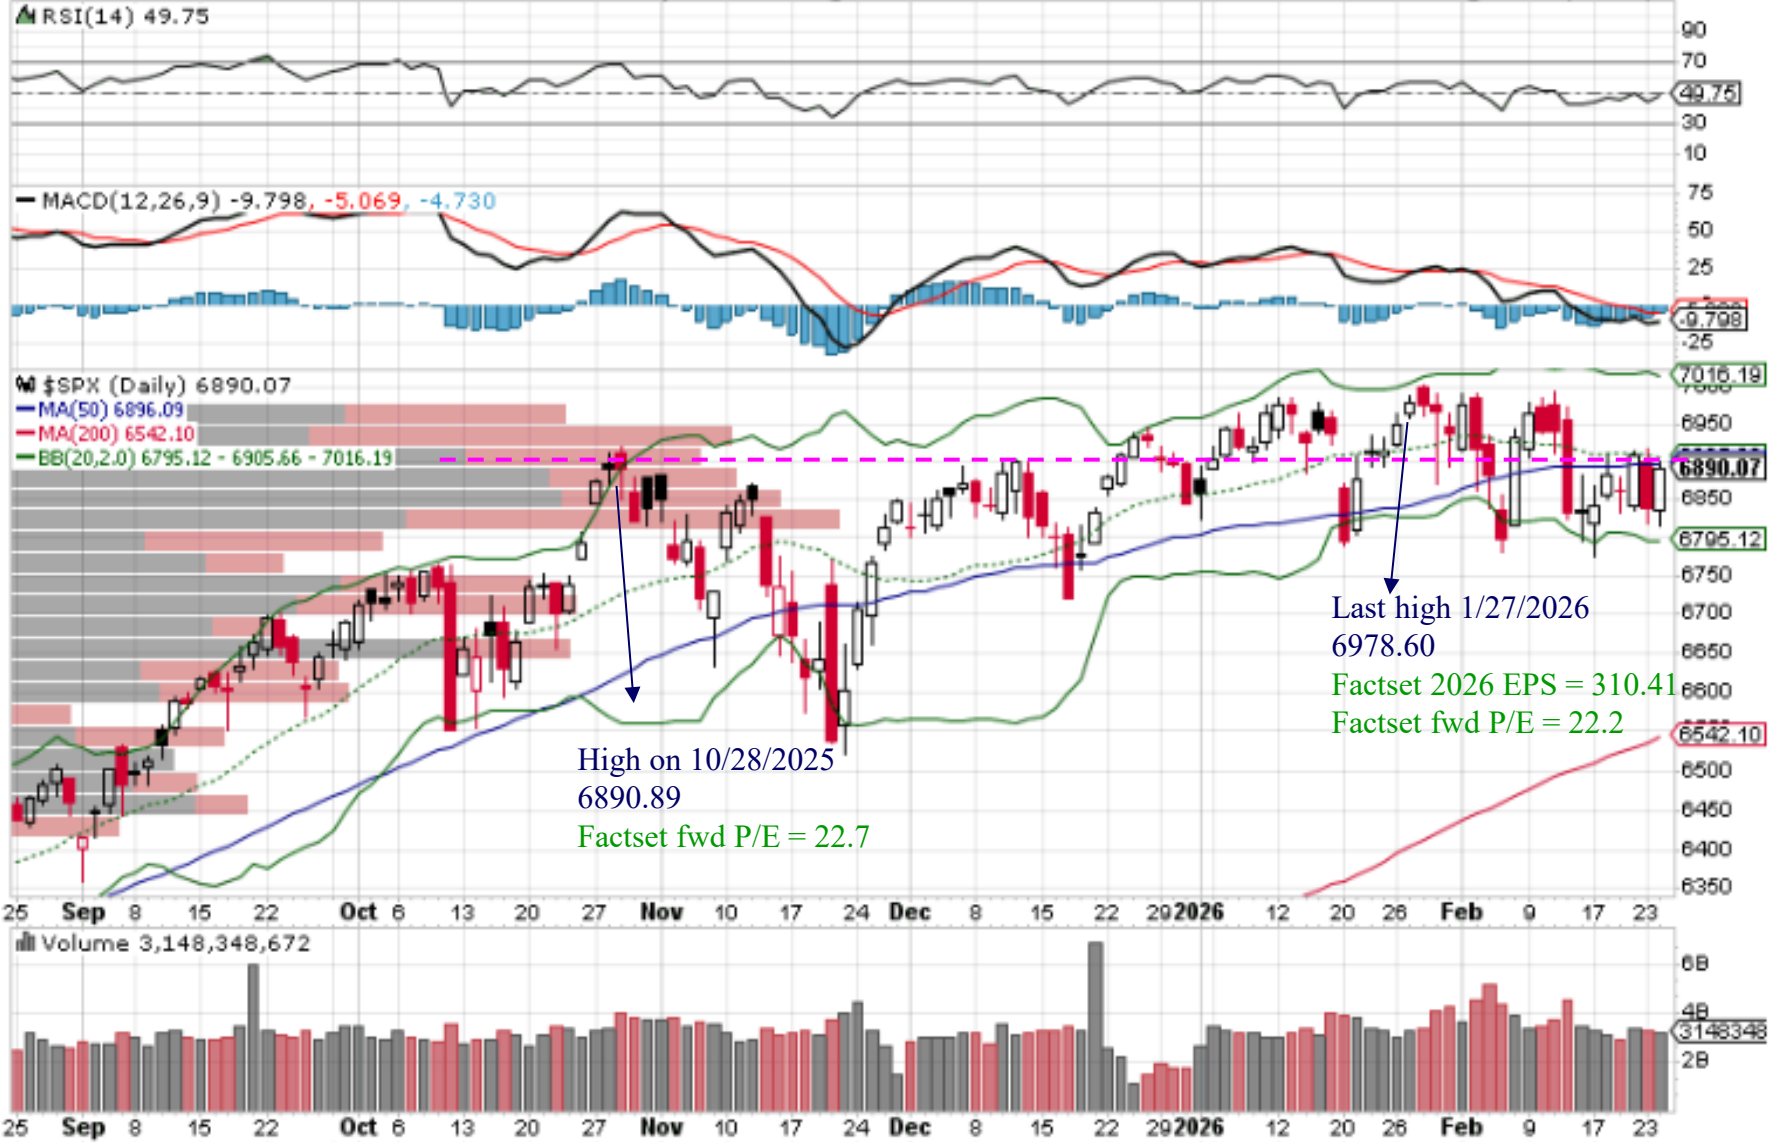 RSI(14) 49.75
90
70
49.75
30
10
MACD(12,26,9) -9.798, -5.069, -4.730
75
50
25
-9.798
-25
$SPX (Daily) 6890.07
MA(50) 6896.09
MA(200) 6542.10
BB(20,2.0) 6795.12 - 6905.66 - 7016.19
7016.19
6950
6890.07
6850
6795.12
6750
6700
6650
6600
6542.10
6500
6450
6400
6350
Last high 1/27/2026
6978.60
Factset 2026 EPS = 310.41
Factset fwd P/E = 22.2
High on 10/28/2025
6890.89
Factset fwd P/E = 22.7
25 Sep 8 15 22 Oct 6 13 20 27 Nov 10 17 24 Dec 8 15 22 29 2026 12 20 26 Feb 9 17 23
Volume 3,148,348,672
6B
4B
3148348
2B
25 Sep 8 15 22 Oct 6 13 20 27 Nov 10 17 24 Dec 8 15 22 29 2026 12 20 26 Feb 9 17 23